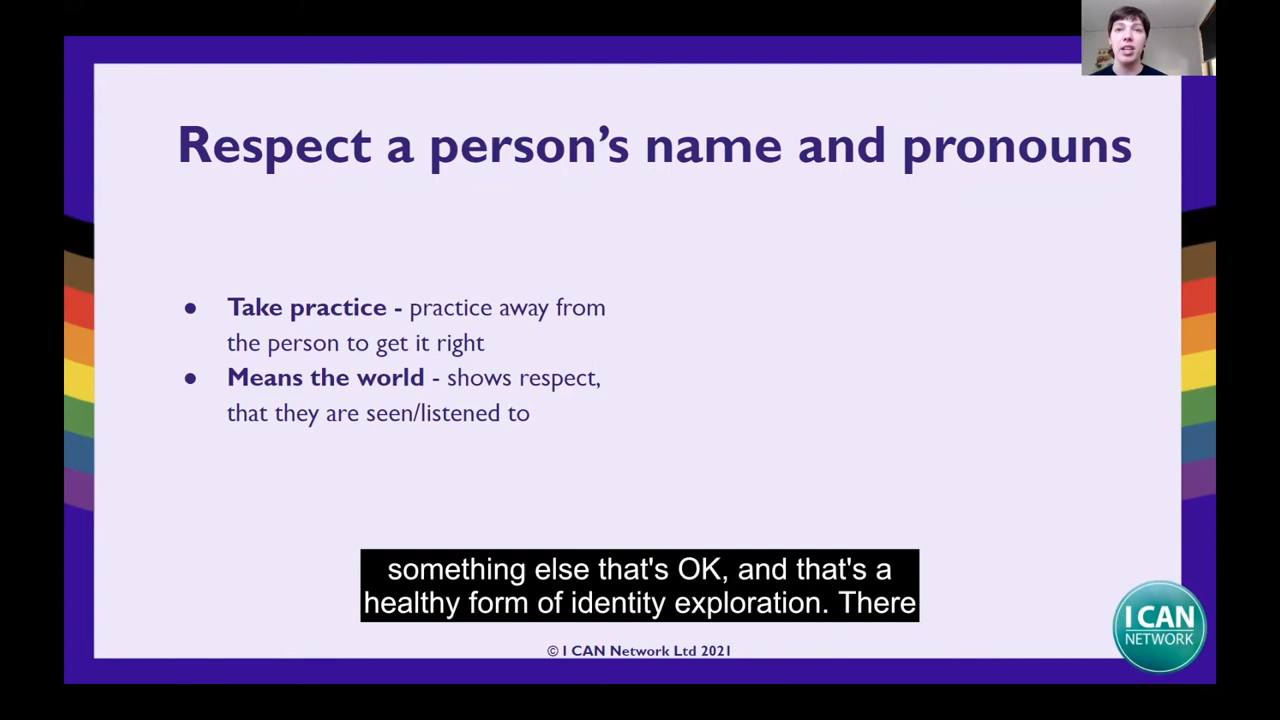 Respect a person’s name and pronouns
● Take practice - practice away from
the person to get it right
● Means the world - shows respect,
that they are seen/listened to
something else that's OK, and that's a
healthy form of identity exploration. There
© I CAN Network Ltd 2021
I CAN
NETWORK